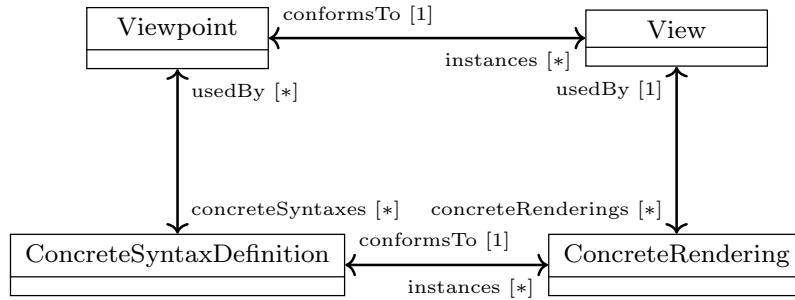 Viewpoint
conformsTo [1]
View
instances [*]
usedBy [*]
usedBy [1]
concreteSyntaxes [*]
concreteRenderings [*]
ConcreteSyntaxDefinition
conformsTo [1]
ConcreteRendering
instances [*]